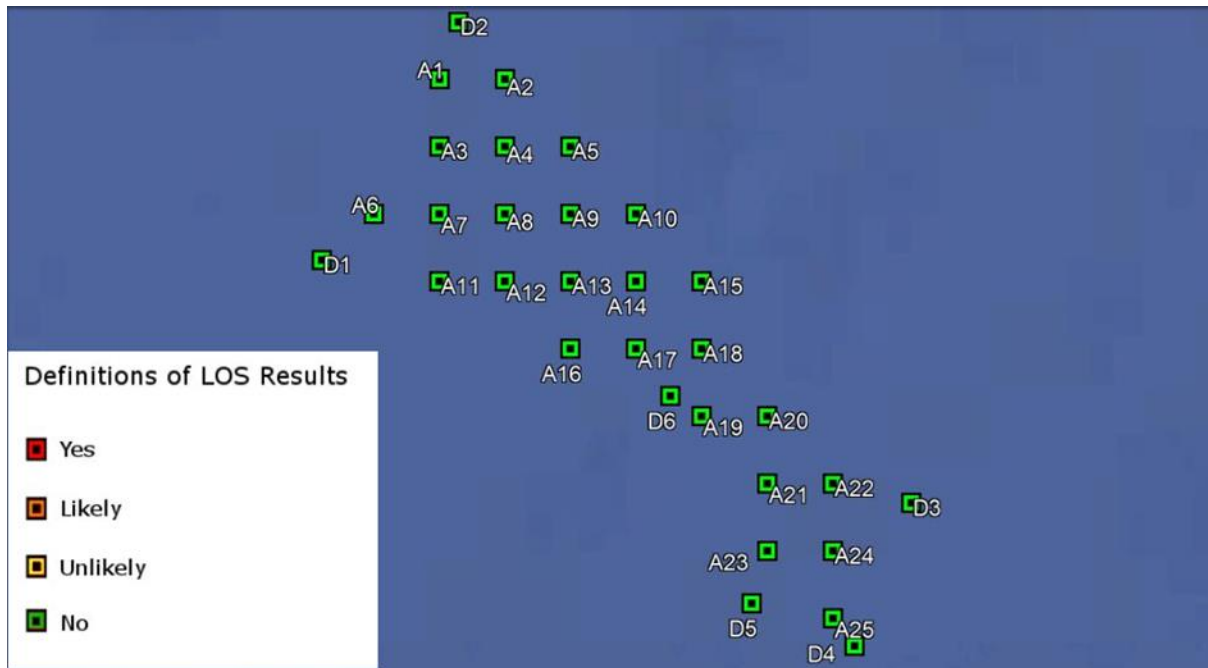 D2
A1 A2
A3 A4 A5
A6 A7 A8 A9 A10
D1
A11 A12 A13 A14 A15
A16 A17 A18
D6 A19 A20
A21 A22 D3
A23 A24
D5 A25
D4
Definitions of LOS Results
Yes
Likely
Unlikely
No